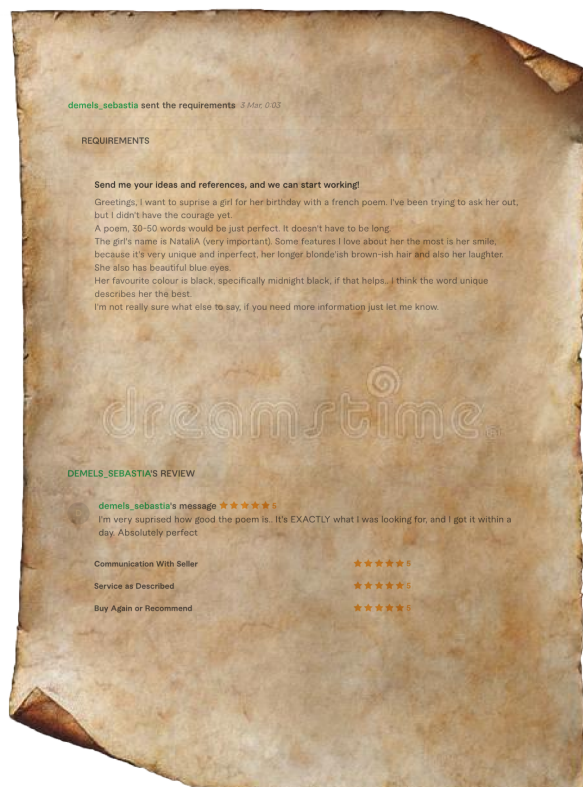 demels_sebastia sent the requirements 3 Mar, 0:03
REQUIREMENTS
Send me your ideas and references, and we can start working!
Greetings, I want to suprise a girl for her birthday with a french poem. I've been trying to ask her out,
but I didn't have the courage yet.
A poem, 30-50 words would be just perfect. It doesn't have to be long.
The girl's name is NataliA (very important). Some features I love about her the most is her smile,
because it's very unique and inperfect, her longer blonde'ish brown-ish hair and also her laughter.
She also has beautiful blue eyes.
Her favourite colour is black, specifically midnight black, if that helps.. i think the word unique
describes her the best.
I'm not really sure what else to say, if you need more information just let me know.
dreamstime
DEMELS_SEBASTIA'S REVIEW
demels_sebastia's message ★★★★★ 5
I'm very suprised how good the poem is.. It's EXACTLY what I was looking for, and I got it within a
day. Absolutely perfect
Communication With Seller ★★★★★ 5
Service as Described ★★★★★ 5
Buy Again or Recommend ★★★★★ 5